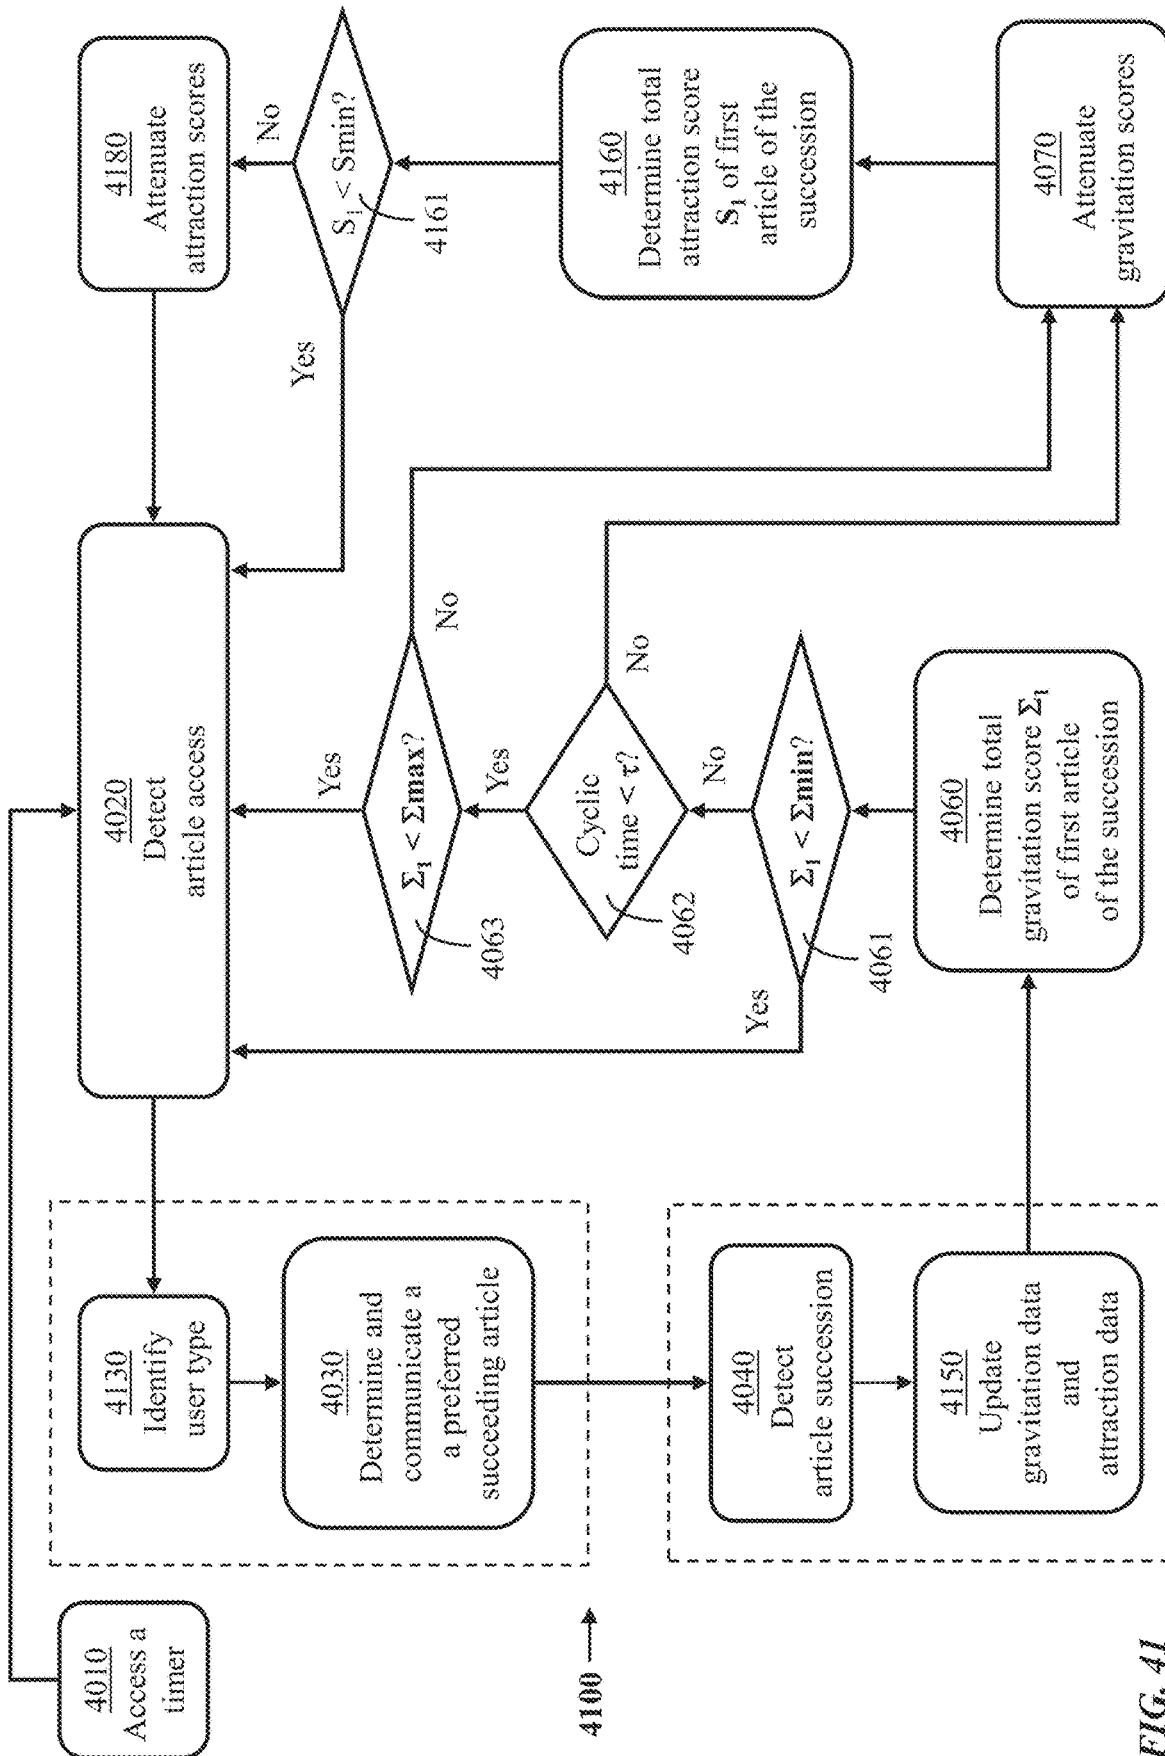 4010
Access a
timer
4130
Identify
user type
4030
Determine and
communicate a
a preferred
succeeding article
4020
Detect
article access
4180
Attenuate
attraction scores
No
S1 < Smin?
4161
Yes
4160
Determine total
attraction score
S1 of first
article of the
succession
4070
Attenuate
gravitation scores
Yes
Σ1 < Σmax?
4063
No
Yes
Cyclic
time < τ?
4062
No
No
Σ1 < Σmin?
4061
Yes
4060
Determine total
gravitation score Σ1
of first article
of the succession
4040
Detect
article succession
4150
Update
gravitation data
and
attraction data
4100
FIG. 41